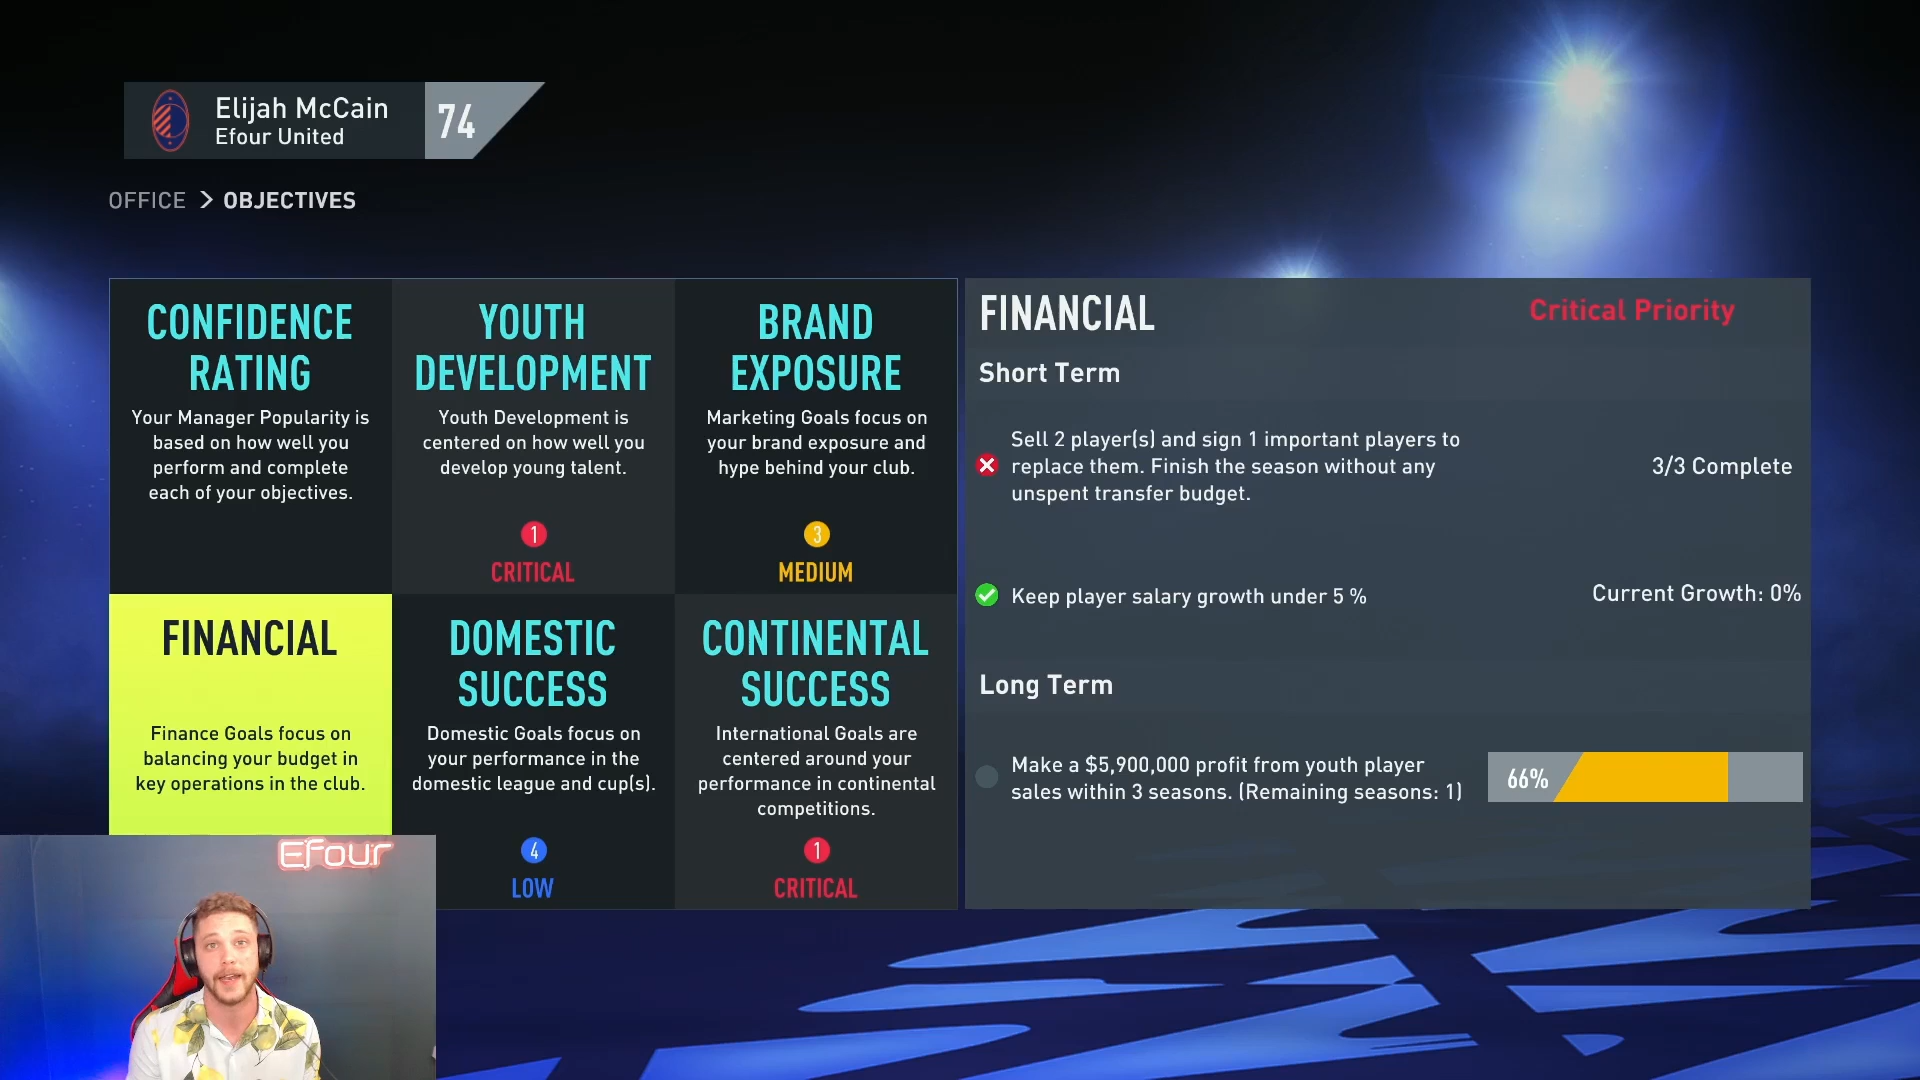 Elijah McCain
Efour United
74
OFFICE > OBJECTIVES
CONFIDENCE
RATING
Your Manager Popularity is
based on how well you
perform and complete
each of your objectives.
YOUTH
DEVELOPMENT
Youth Development is
centered on how well you
develop young talent.
1
CRITICAL
BRAND
EXPOSURE
Marketing Goals focus on
your brand exposure and
hype behind your club.
3
MEDIUM
FINANCIAL
Finance Goals focus on
balancing your budget in
key operations in the club.
DOMESTIC
SUCCESS
Domestic Goals focus on
your performance in the
domestic league and cup(s).
4
LOW
CONTINENTAL
SUCCESS
International Goals are
centered around your
performance in continental
competitions.
1
CRITICAL
FINANCIAL
Critical Priority
Short Term
Sell 2 player(s) and sign 1 important players to
replace them. Finish the season without any
unspent transfer budget.
3/3 Complete
Keep player salary growth under 5 %
Current Growth: 0%
Long Term
Make a $5,900,000 profit from youth player
sales within 3 seasons. (Remaining seasons: 1)
66%
Efour